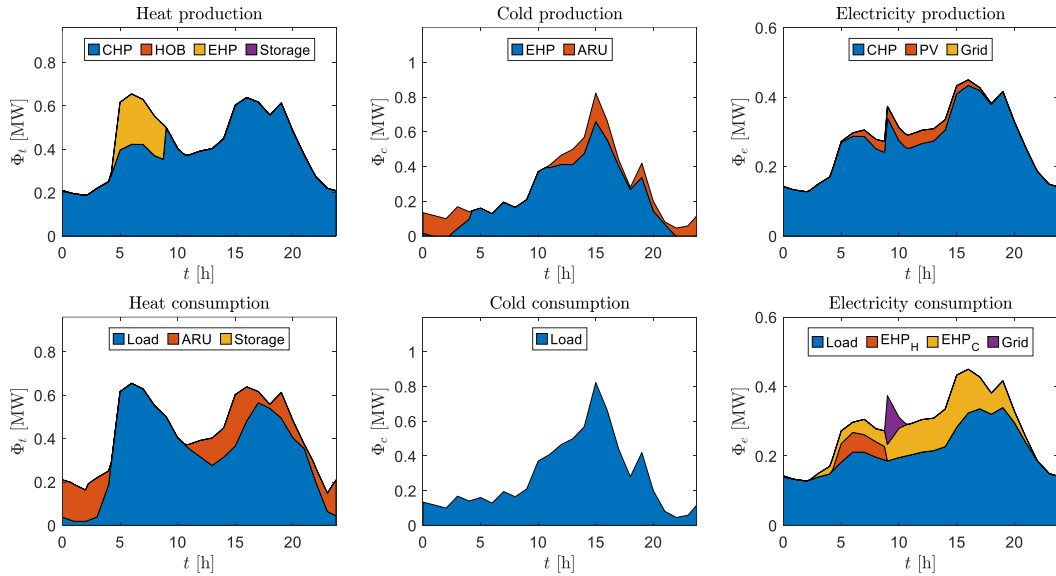 Heat production
Cold production
Electricity production
CHP HOB EHP Storage
EHP ARU
CHP PV Grid
Φt [MW]
0 0.2 0.4 0.6 0.8
0 5 10 15 20
t [h]
Φc [MW]
0 0.2 0.4 0.6 0.8 1
0 5 10 15 20
t [h]
Φe [MW]
0 0.2 0.4 0.6
0 5 10 15 20
t [h]
Heat consumption
Cold consumption
Electricity consumption
Load ARU Storage
Load
Load EHP_H EHP_C Grid
Φt [MW]
0 0.2 0.4 0.6 0.8
0 5 10 15 20
t [h]
Φc [MW]
0 0.2 0.4 0.6 0.8 1
0 5 10 15 20
t [h]
Φe [MW]
0 0.2 0.4 0.6
0 5 10 15 20
t [h]